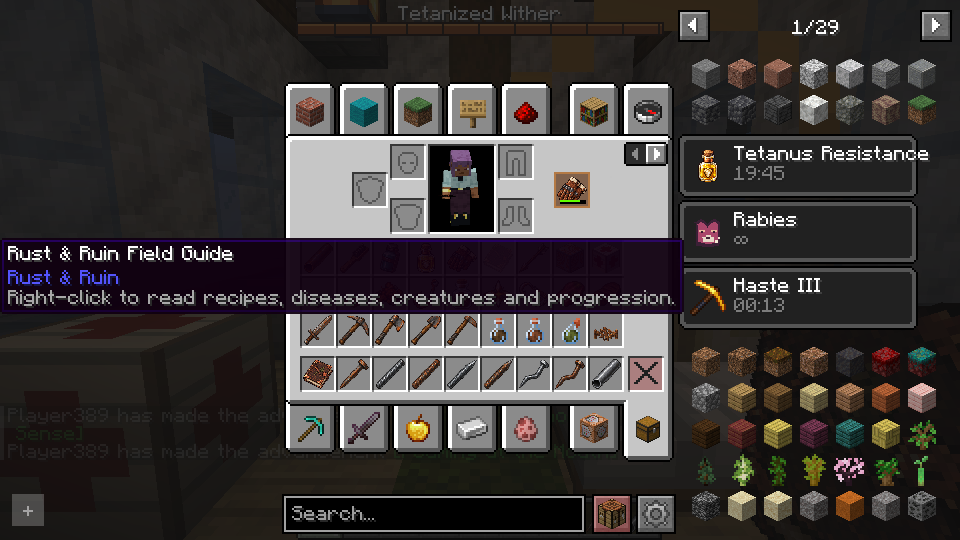 Tetanized Wither
1/29
Tetanus Resistance
19:45
Rabies
∞
Haste III
00:13
Rust & Ruin Field Guide
Rust & Ruin
Right-click to read recipes, diseases, creatures and progression.
Player389 has made the ad
Sense]
Player389 has made the ad
Search...